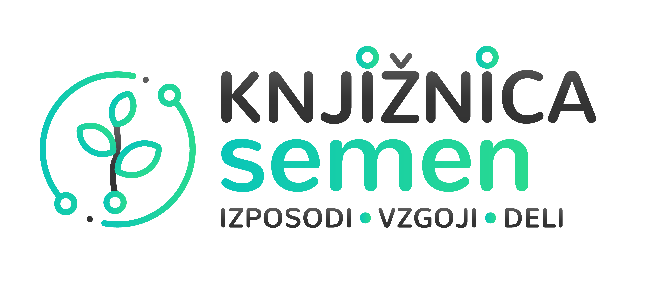 KNJIŽNICA
semen
IZPOSODI • VZGOJI • DELI